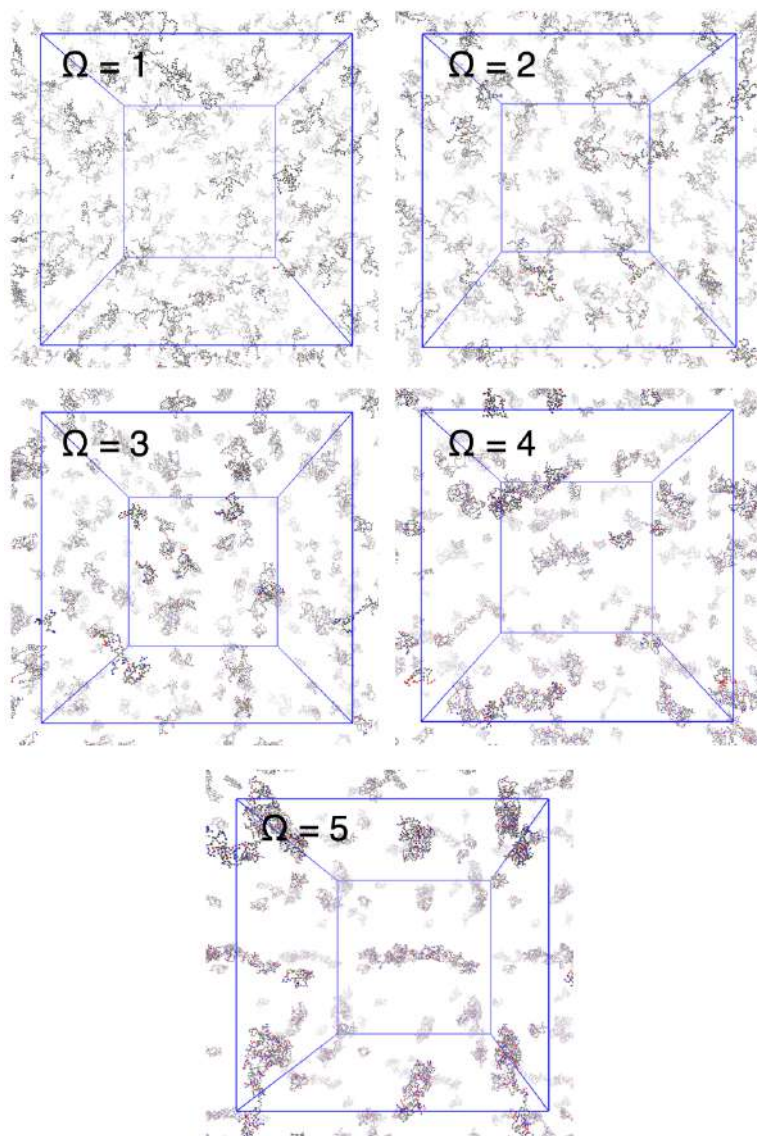 Ω = 1
Ω = 2
Ω = 3
Ω = 4
Ω = 5